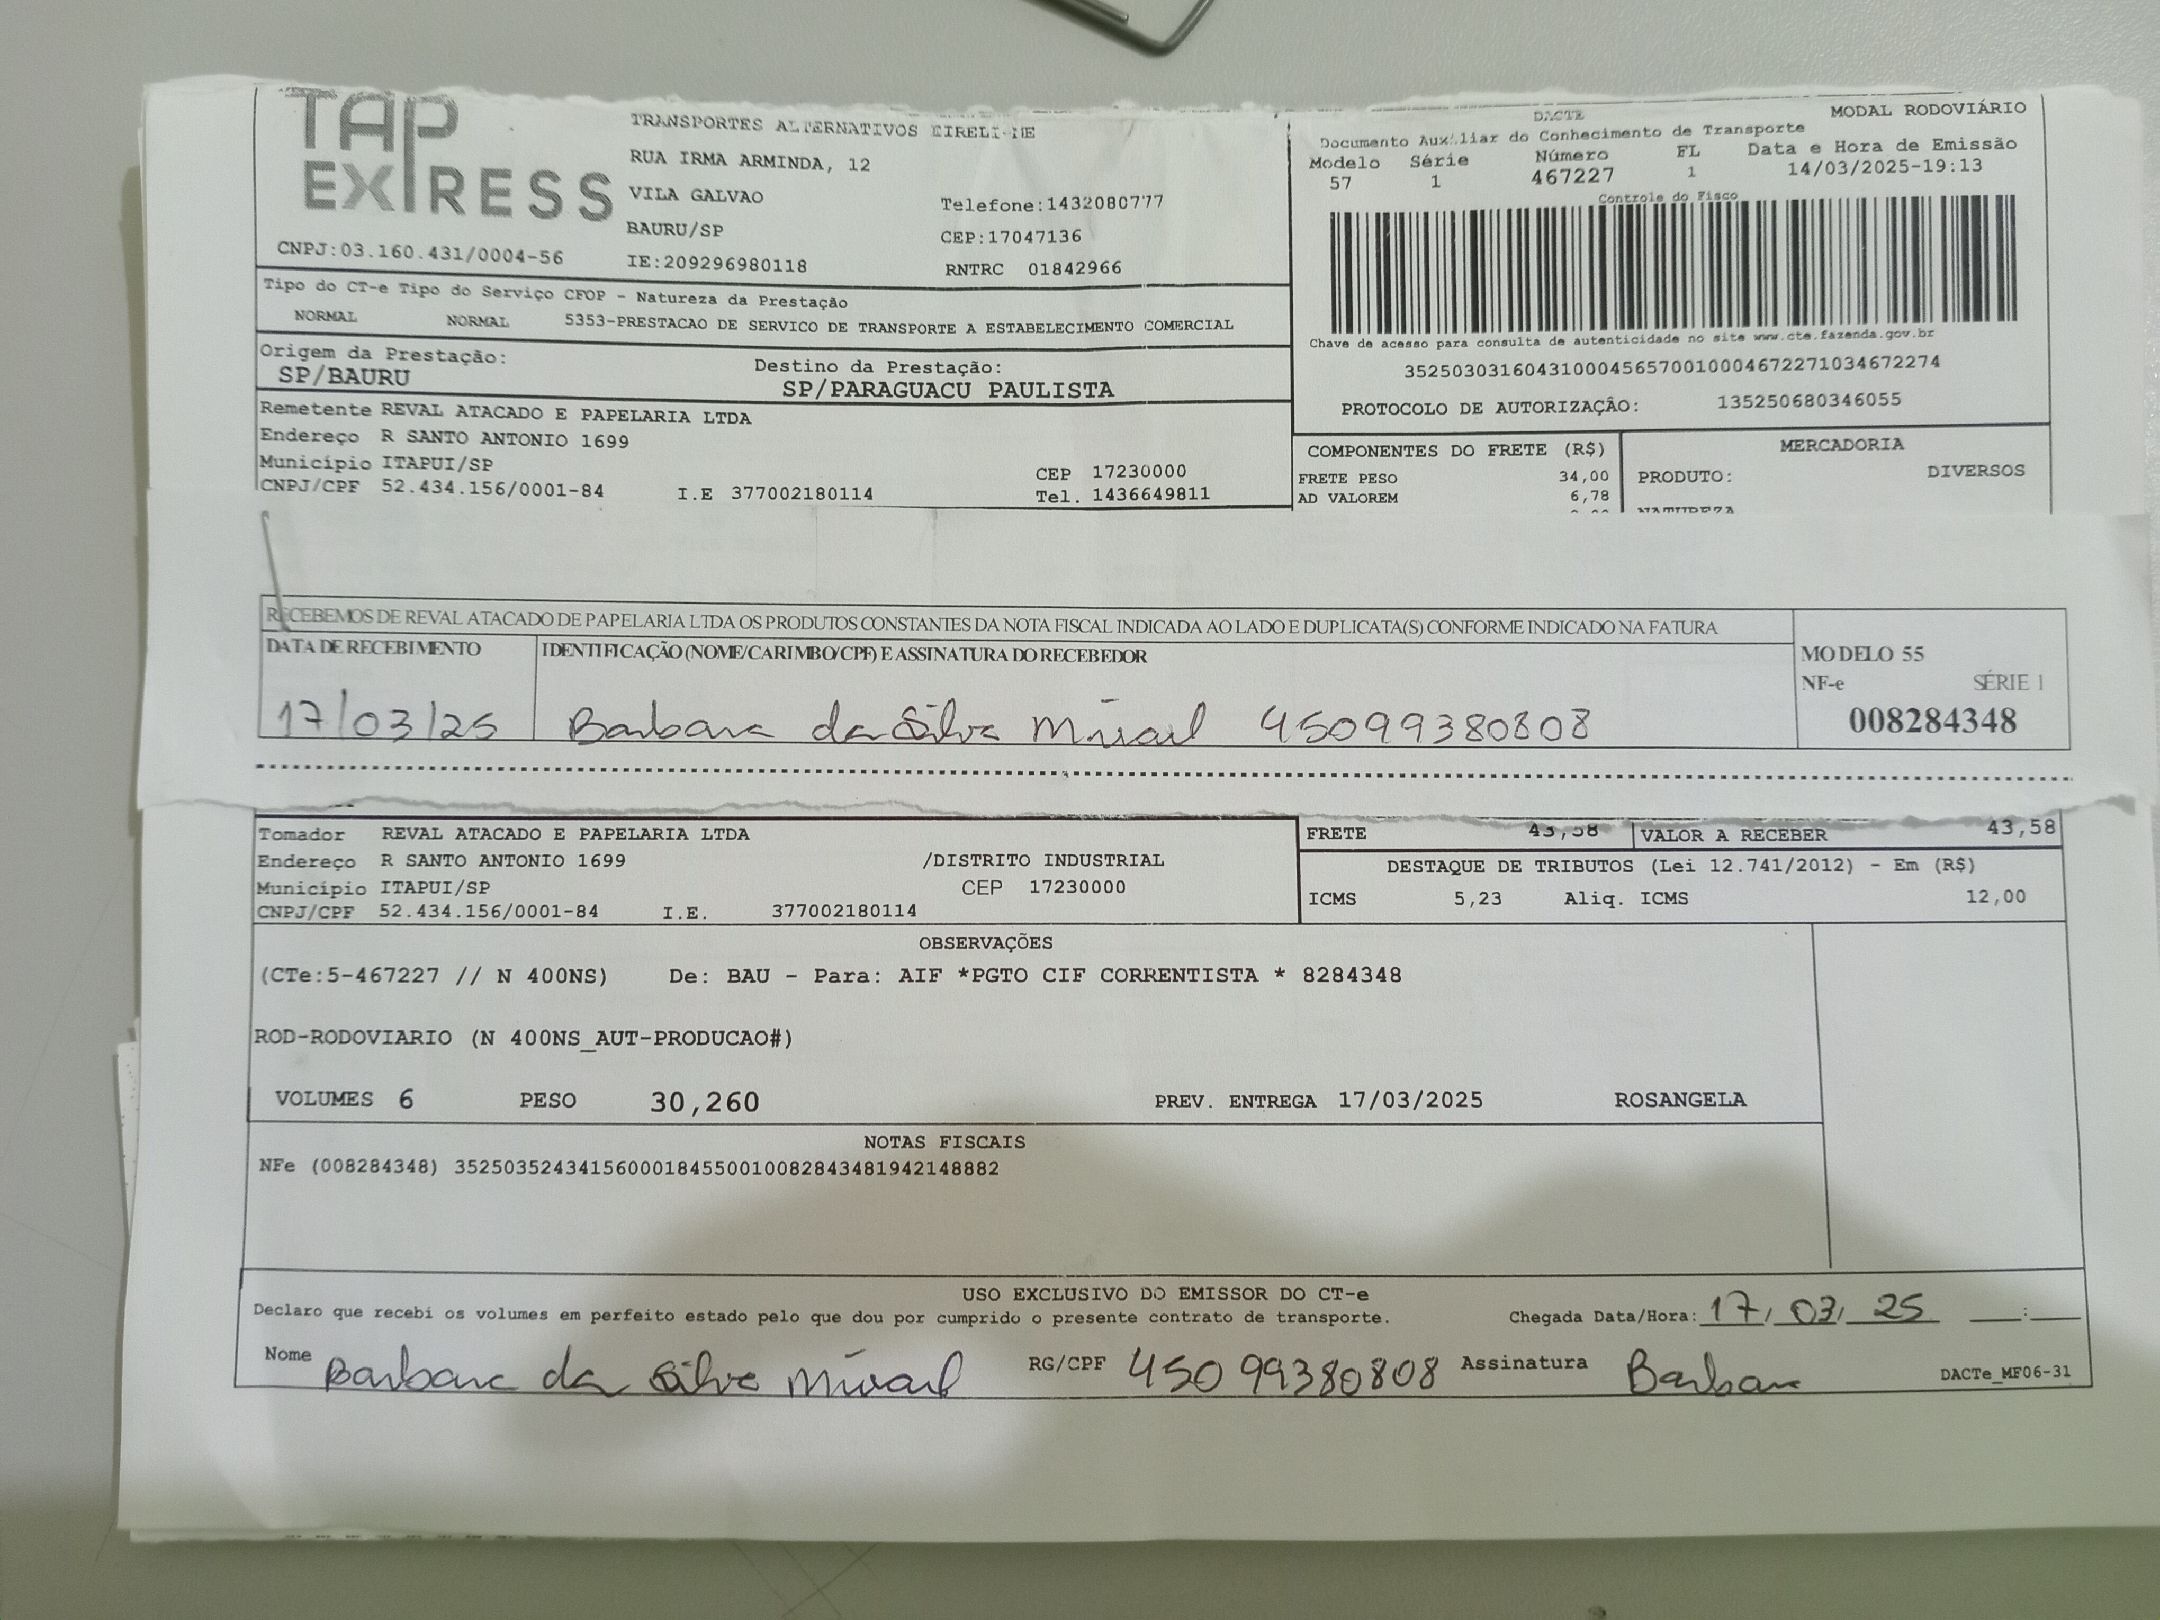 TAP
EXPRESS
CNPJ:03.160.431/0004-56
TRANSPORTES ALTERNATIVOS EIRELI-ME
RUA IRMA ARMINDA, 12
VILA GALVAO
Telefone:1432080777
BAURU/SP
CEP:17047136
IE:209296980118
RNTRC 01842966
DACTE
MODAL RODOVIÁRIO
Documento Auxiliar do Conhecimento de Transporte
Modelo Série Número FL Data e Hora de Emissão
57 1 467227 1 14/03/2025-19:13
Controle do Fisco
Chave de acesso para consulta de autenticidade no site www.cte.fazenda.gov.br
35250303160431000456570010004672271034672274
PROTOCOLO DE AUTORIZAÇÃO: 135250680346055
Tipo do CT-e Tipo do Serviço CFOP - Natureza da Prestação
NORMAL NORMAL 5353-PRESTACAO DE SERVICO DE TRANSPORTE A ESTABELECIMENTO COMERCIAL
Origem da Prestação: Destino da Prestação:
SP/BAURU SP/PARAGUACU PAULISTA
Remetente REVAL ATACADO E PAPELARIA LTDA
Endereço R SANTO ANTONIO 1699
Município ITAPUI/SP CEP 17230000
CNPJ/CPF 52.434.156/0001-84 I.E 377002180114 Tel. 1436649811
COMPONENTES DO FRETE (R$)
FRETE PESO 34,00
AD VALOREM 6,78
MERCADORIA
PRODUTO: DIVERSOS
NATUREZA
RECEBEMOS DE REVAL ATACADO DE PAPELARIA LTDA OS PRODUTOS CONSTANTES DA NOTA FISCAL INDICADA AO LADO E DUPLICATA(S) CONFORME INDICADO NA FATURA
DATA DE RECEBIMENTO IDENTIFICAÇÃO (NOME/CARIMBO/CPF) E ASSINATURA DO RECEBEDOR
17/03/25 Barbara da Silva Mirail 45099380808
MODELO 55
NF-e SÉRIE 1
008284348
Tomador REVAL ATACADO E PAPELARIA LTDA
Endereço R SANTO ANTONIO 1699 /DISTRITO INDUSTRIAL
Município ITAPUI/SP CEP 17230000
CNPJ/CPF 52.434.156/0001-84 I.E. 377002180114
FRETE 43,58 VALOR A RECEBER 43,58
DESTAQUE DE TRIBUTOS (Lei 12.741/2012) - Em (R$)
ICMS 5,23 Aliq. ICMS 12,00
OBSERVAÇÕES
(CTe:5-467227 // N 400NS) De: BAU - Para: AIF *PGTO CIF CORRENTISTA * 8284348
ROD-RODOVIARIO (N 400NS_AUT-PRODUCAO#)
VOLUMES 6 PESO 30,260 PREV. ENTREGA 17/03/2025 ROSANGELA
NOTAS FISCAIS
NFe (008284348) 35250352434156000184550010082843481942148882
USO EXCLUSIVO DO EMISSOR DO CT-e
Declaro que recebi os volumes em perfeito estado pelo que dou por cumprido o presente contrato de transporte. Chegada Data/Hora: 17/03/25 :
Nome Barbara da Silva Mirail RG/CPF 45099380808 Assinatura Barbara DACTe_MF06-31